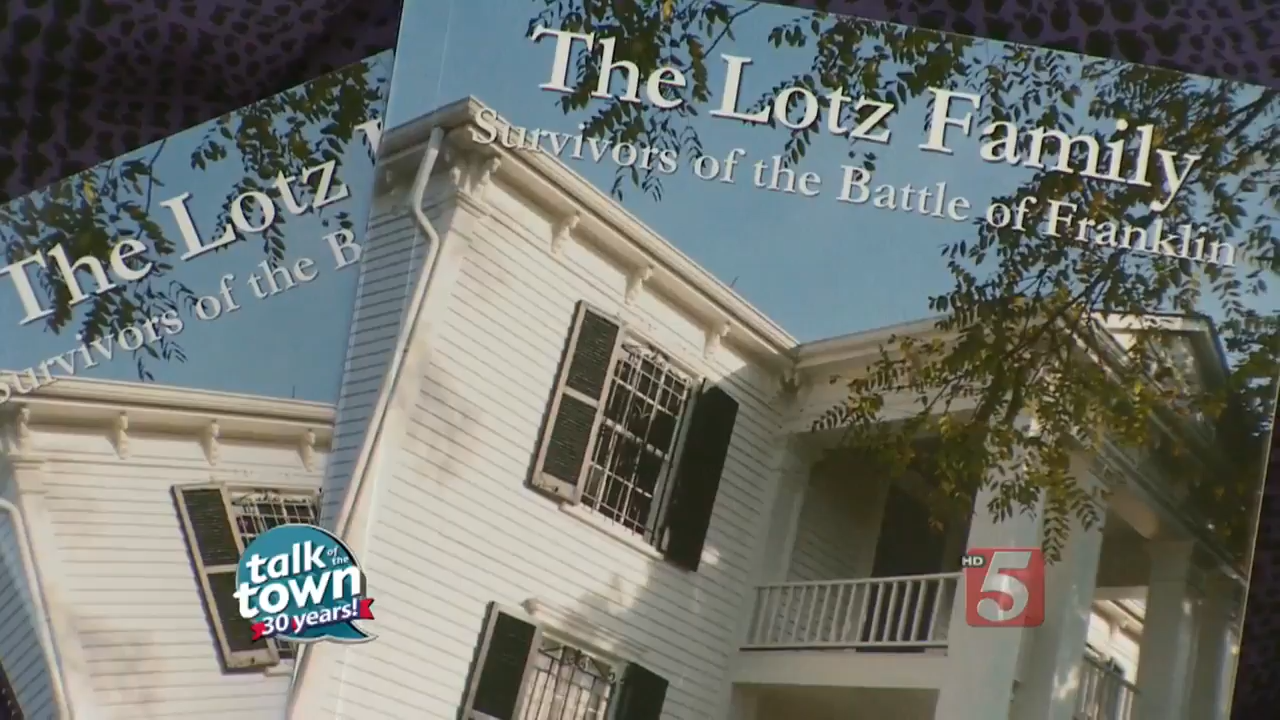 The Lotz Family
Survivors of the Battle of Franklin
The Lotz
Survivors of the B
talk of the
town
30 years!
HD
5